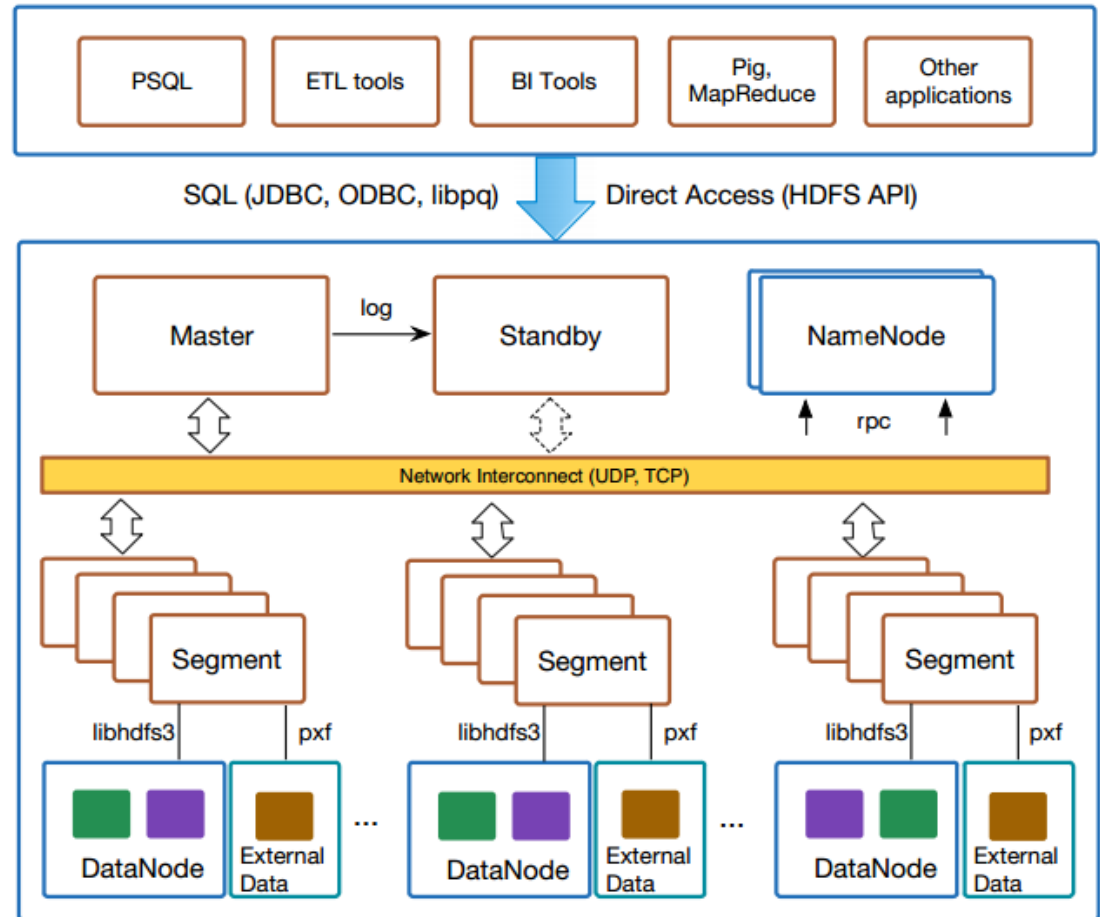 PSQL
ETL tools
BI Tools
Pig,
MapReduce
Other
applications
SQL (JDBC, ODBC, libpq)
Direct Access (HDFS API)
Master
log
Standby
NameNode
rpc
Network Interconnect (UDP, TCP)
Segment
Segment
Segment
libhdfs3
pxf
libhdfs3
pxf
libhdfs3
pxf
DataNode
External
Data
...
DataNode
External
Data
...
DataNode
External
Data